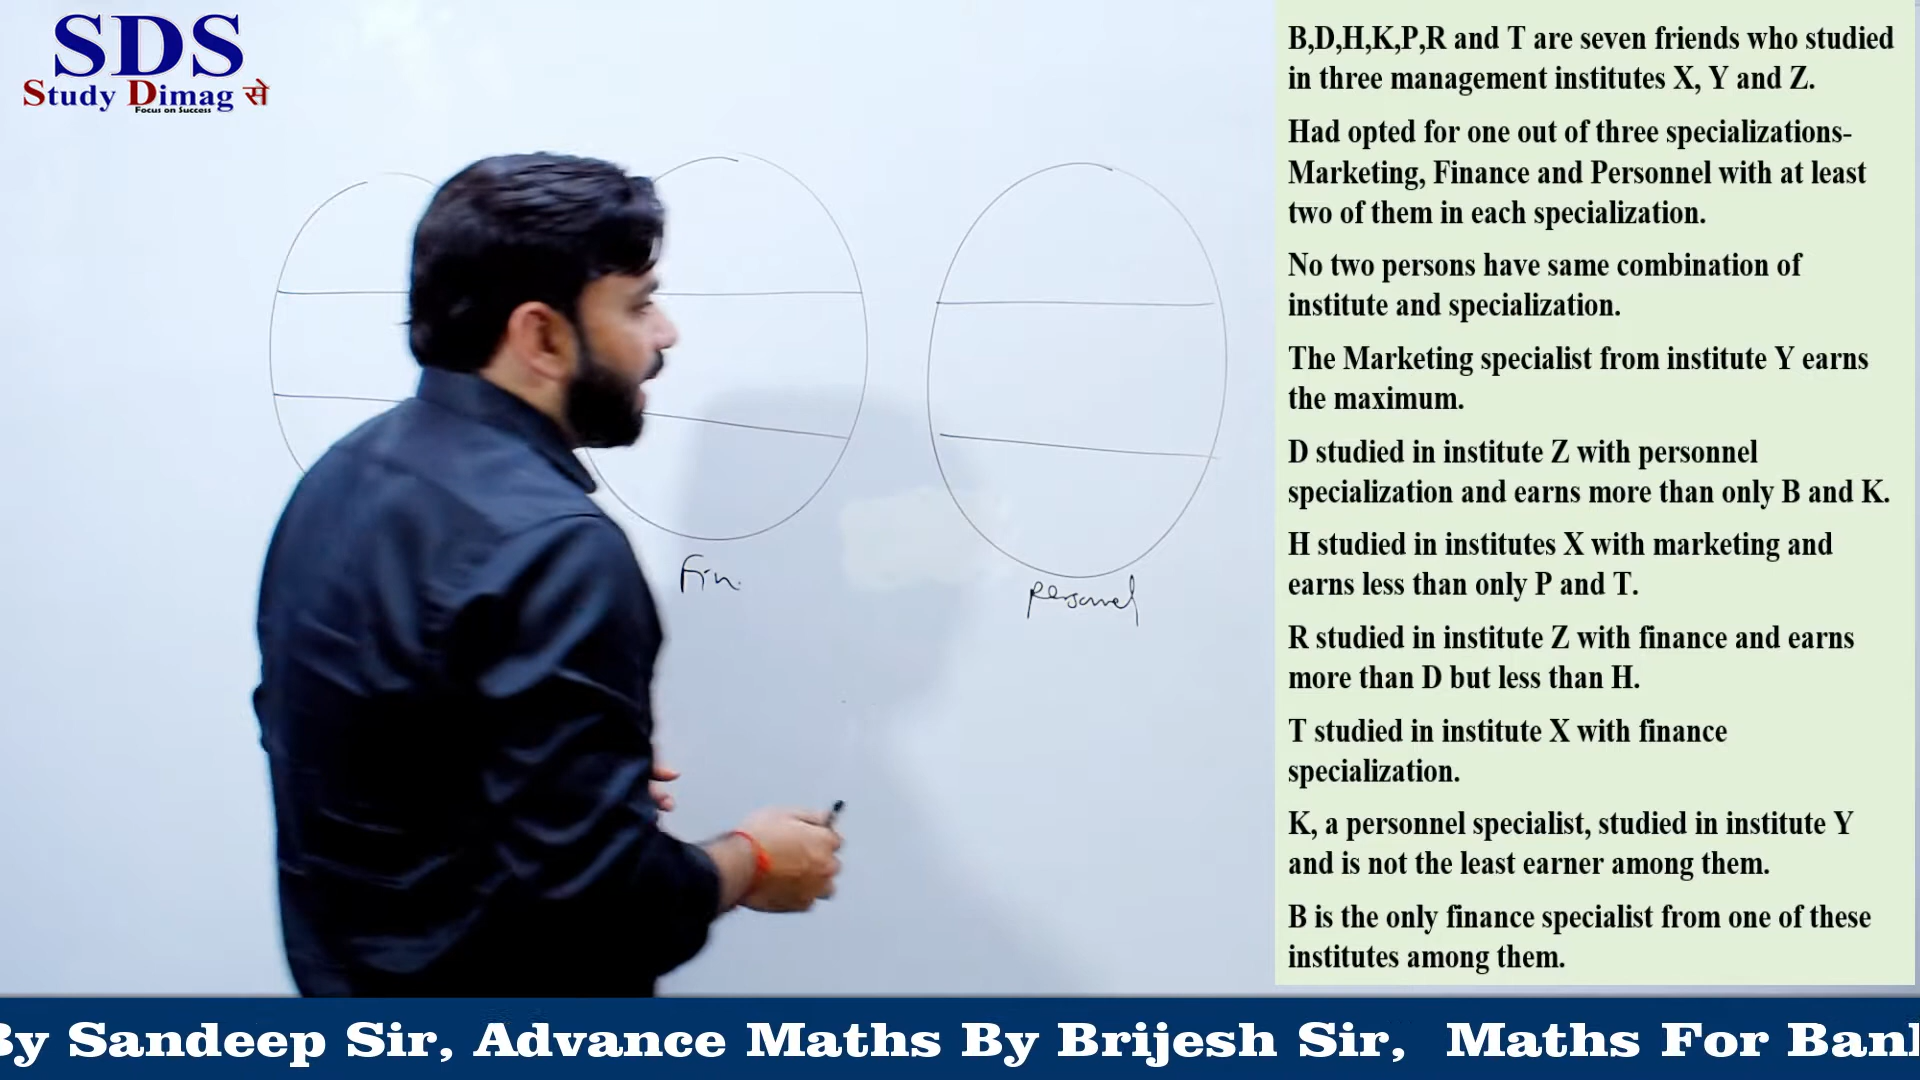 SDS
Study Dimag से
Focus on Success
B,D,H,K,P,R and T are seven friends who studied
in three management institutes X, Y and Z.
Had opted for one out of three specializations-
Marketing, Finance and Personnel with at least
two of them in each specialization.
No two persons have same combination of
institute and specialization.
The Marketing specialist from institute Y earns
the maximum.
D studied in institute Z with personnel
specialization and earns more than only B and K.
H studied in institutes X with marketing and
earns less than only P and T.
R studied in institute Z with finance and earns
more than D but less than H.
T studied in institute X with finance
specialization.
K, a personnel specialist, studied in institute Y
and is not the least earner among them.
B is the only finance specialist from one of these
institutes among them.
Fin.
personnel
By Sandeep Sir, Advance Maths By Brijesh Sir, Maths For Bank